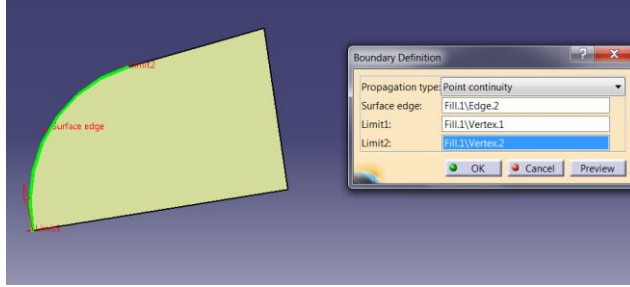 Limit2
Surface edge
Limit1
Boundary Definition
Propagation type: Point continuity
Surface edge: Fill.1\Edge.2
Limit1: Fill.1\Vertex.1
Limit2: Fill.1\Vertex.2
OK Cancel Preview